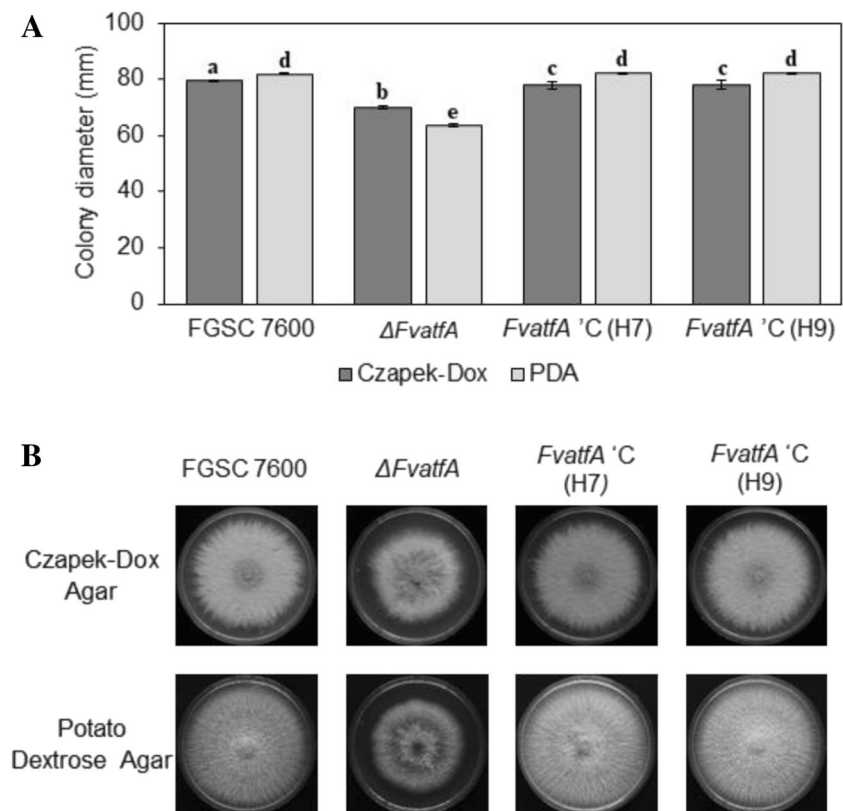 A
Colony diameter (mm)
100
80
60
40
20
0
a
d
b
e
c
d
c
d
FGSC 7600
ΔFvatfA
FvatfA ’C (H7)
FvatfA ’C (H9)
Czapek-Dox
PDA
B
FGSC 7600
ΔFvatfA
FvatfA ‘C
(H7)
FvatfA ‘C
(H9)
Czapek-Dox
Agar
Potato
Dextrose Agar